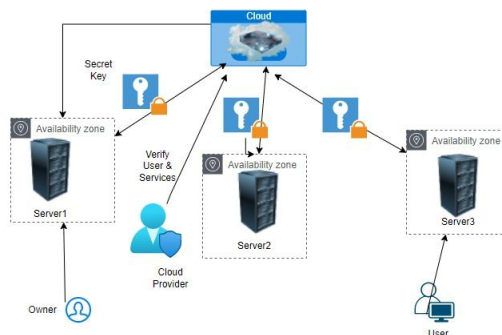 Cloud
Secret
Key
Availability zone
Server1
Verify
User &
Services
Availability zone
Server2
Availability zone
Server3
Cloud
Provider
Owner
User